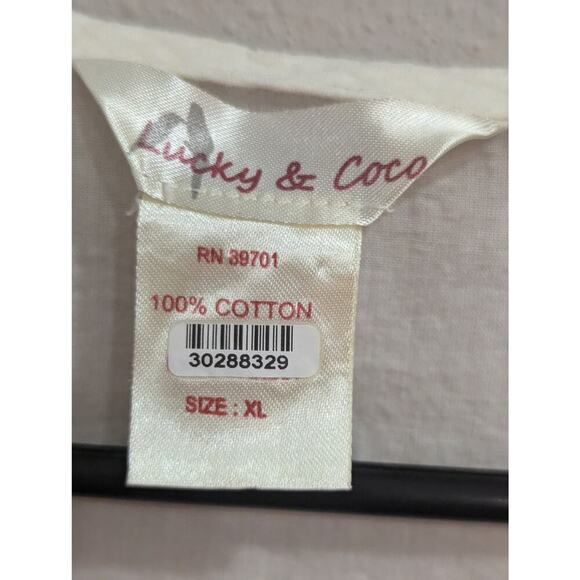 Lucky & Coco
RN 39701
100% COTTON
30288329
SIZE : XL